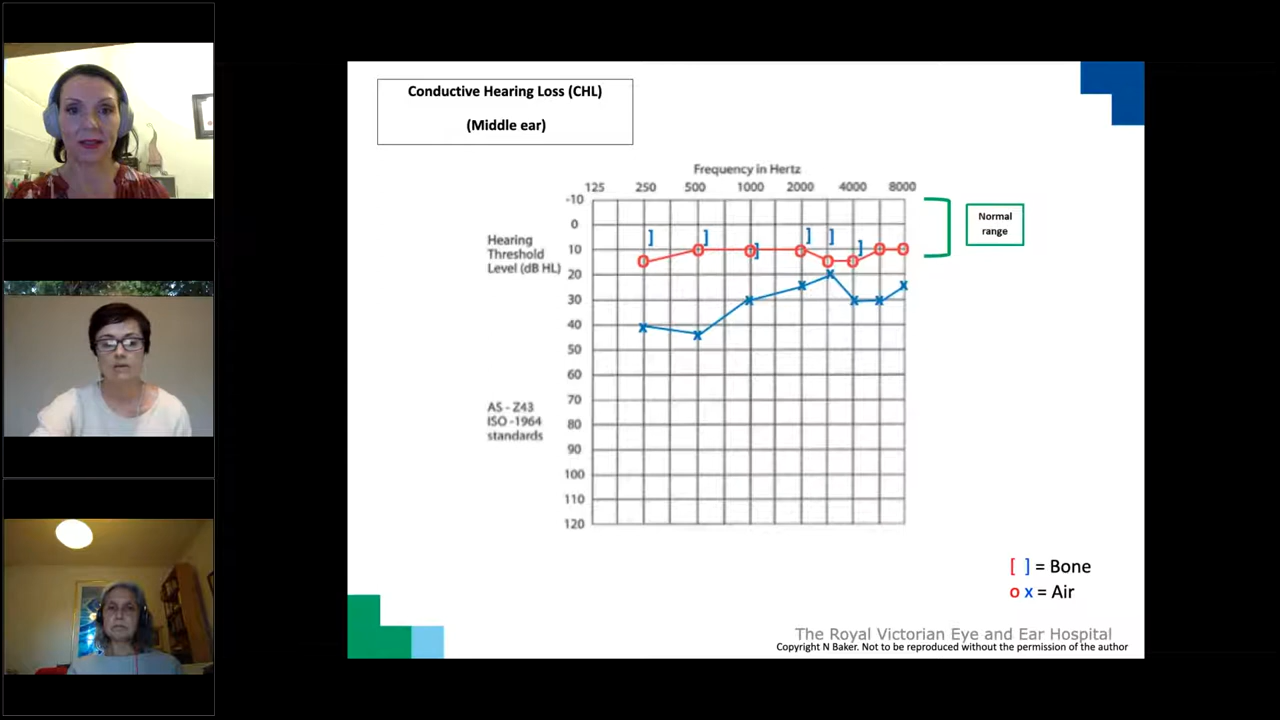 Conductive Hearing Loss (CHL)
(Middle ear)
Frequency in Hertz
125 250 500 1000 2000 4000 8000
-10
0
10
20
30
40
50
60
70
80
90
100
110
120
Hearing
Threshold
Level (dB HL)
AS - Z43
ISO -1964
standards
Normal
range
[ ] = Bone
o x = Air
The Royal Victorian Eye and Ear Hospital
Copyright N Baker. Not to be reproduced without the permission of the author